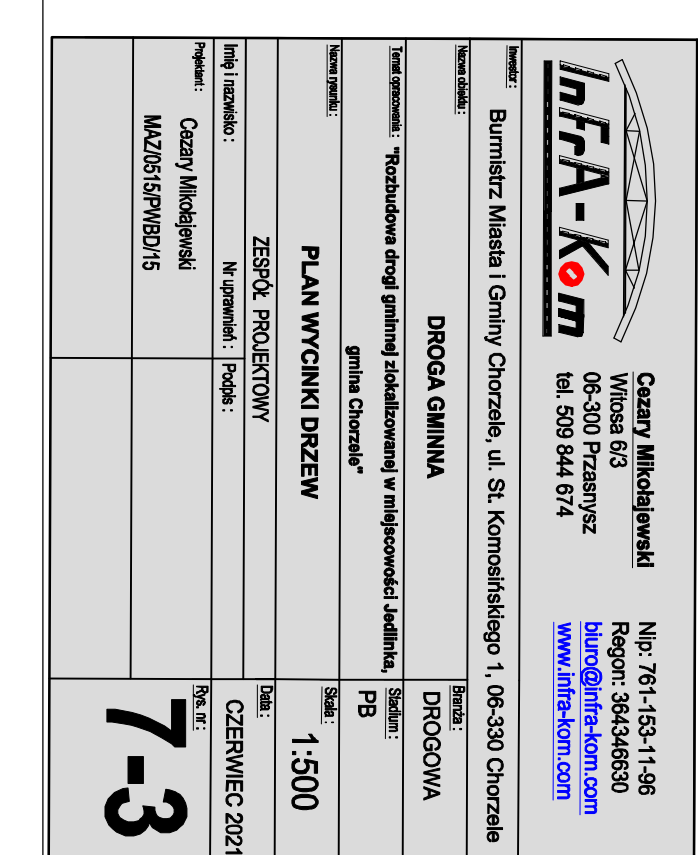 InFrA-Kom
Cezary Mikołajewski
Witosa 6/3
06-300 Przasnysz
tel. 509 844 674
Nip: 761-153-11-96
Regon: 364346630
biuro@infra-kom.com
www.infra-kom.com
Inwestor :
Burmistrz Miasta i Gminy Chorzele, ul. St. Komosińskiego 1, 06-330 Chorzele
Nazwa obiektu :
DROGA GMINNA
Branża :
DROGOWA
Temat opracowania : "Rozbudowa drogi gminnej zlokalizowanej w miejscowości Jedlinka,
gmina Chorzele"
Stadium :
PB
Nazwa rysunku :
PLAN WYCINKI DRZEW
Skala :
1:500
ZESPÓŁ PROJEKTOWY
Data :
CZERWIEC 2021
Imię i nazwisko : Nr uprawnień : Podpis :
Projektant :
Cezary Mikołajewski
MAZ/0515/PWBD/15
Rys. nr :
7-3